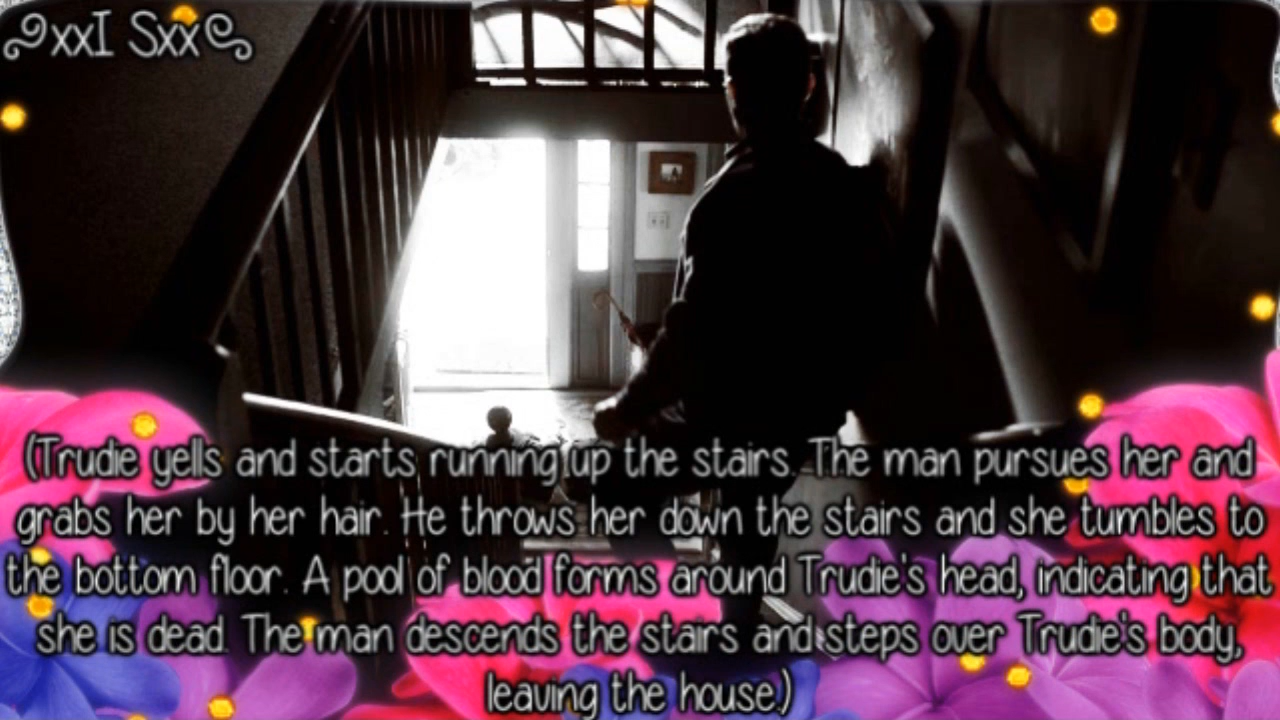 xxI Sxx
(Trudie yells and starts running up the stairs. The man pursues her and
grabs her by her hair. He throws her down the stairs and she tumbles to
the bottom floor. A pool of blood forms around Trudie's head, indicating that
she is dead. The man descends the stairs and steps over Trudie's body,
leaving the house.)